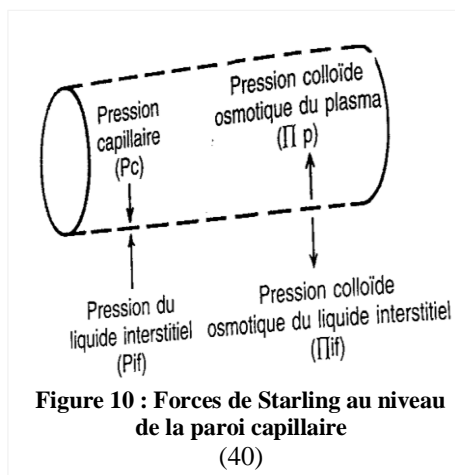 Pression
capillaire
(Pc)
Pression colloïde
osmotique du plasma
(∏ p)
Pression du
liquide interstitiel
(Pif)
Pression colloïde
osmotique du liquide interstitiel
(∏if)
Figure 10 : Forces de Starling au niveau
de la paroi capillaire
(40)